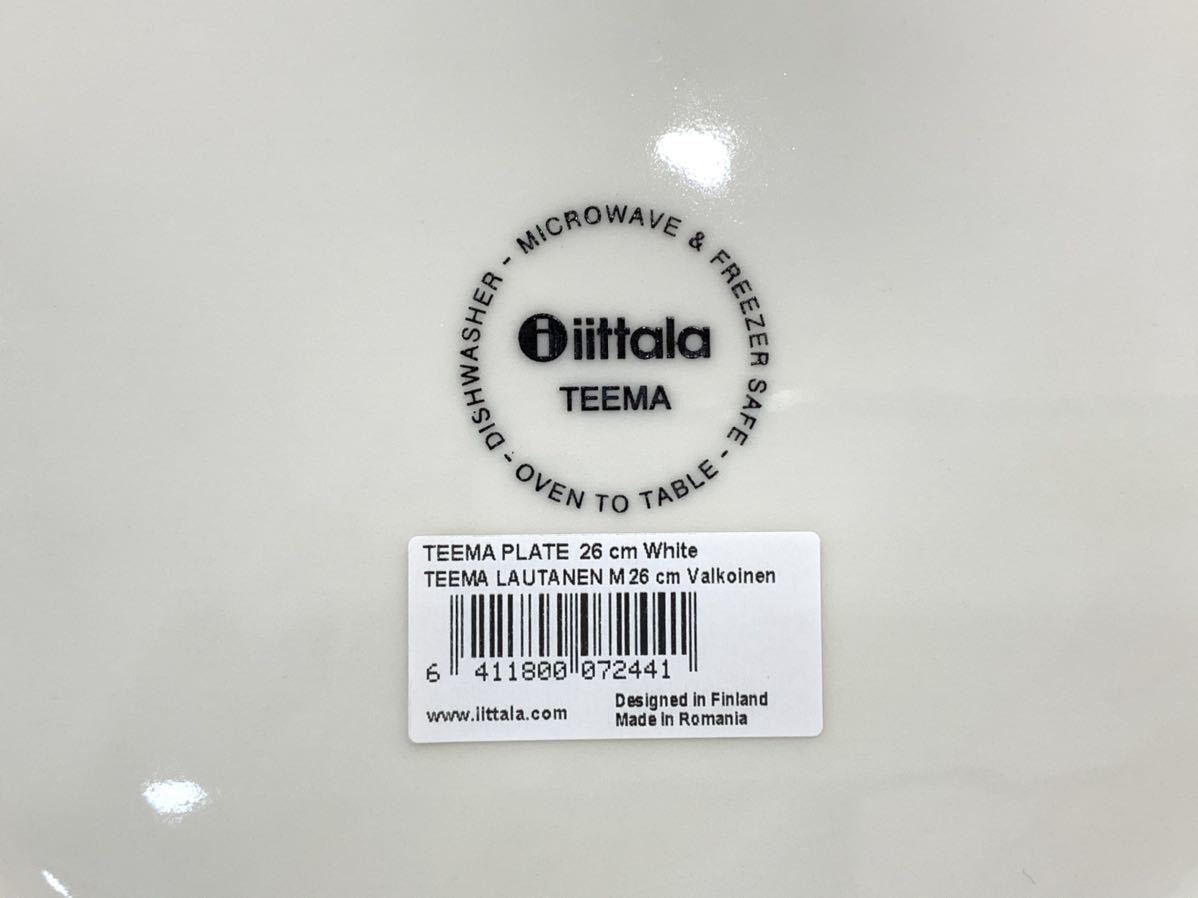 DISHWASHER - MICROWAVE & FREEZER SAFE - OVEN TO TABLE -
i iittala
TEEMA
TEEMA PLATE 26 cm White
TEEMA LAUTANEN M 26 cm Valkoinen
6 411800 072441
www.iittala.com
Designed in Finland
Made in Romania